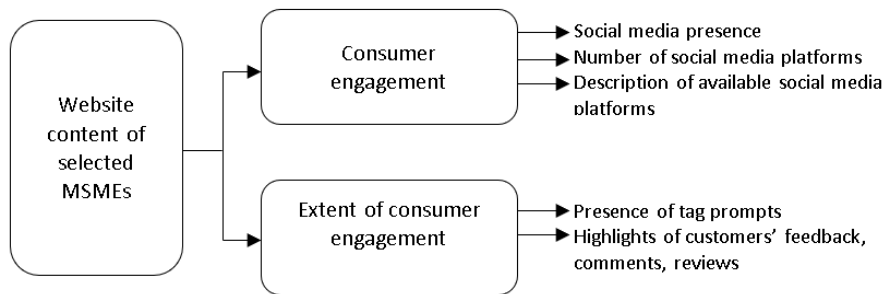 Website
content of
selected
MSMEs
Consumer
engagement
Social media presence
Number of social media platforms
Description of available social media
platforms
Extent of consumer
engagement
Presence of tag prompts
Highlights of customers’ feedback,
comments, reviews